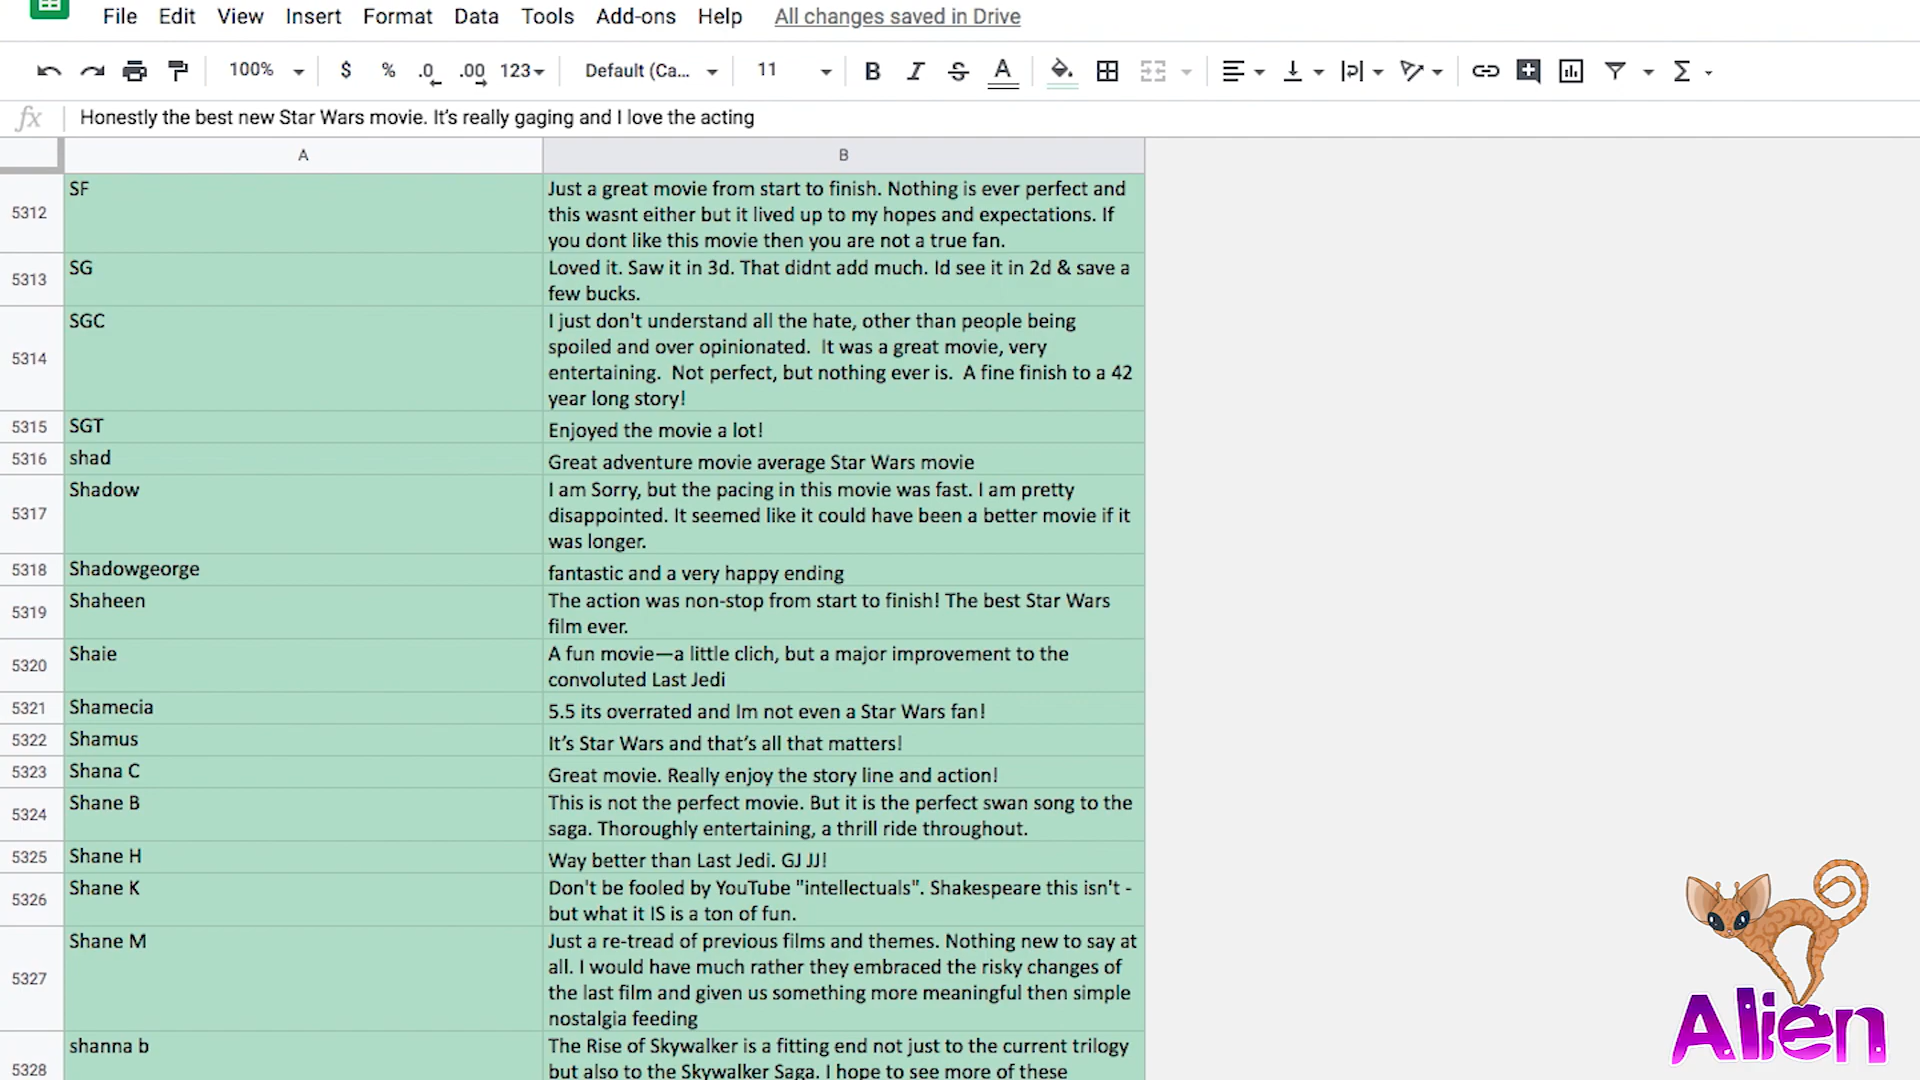 File Edit View Insert Format Data Tools Add-ons Help All changes saved in Drive
100% $ % .0 .00 123 Default (Ca... 11 B I S A
fx Honestly the best new Star Wars movie. It's really gaging and I love the acting
A B
5312 SF Just a great movie from start to finish. Nothing is ever perfect and
this wasnt either but it lived up to my hopes and expectations. If
you dont like this movie then you are not a true fan.
5313 SG Loved it. Saw it in 3d. That didnt add much. Id see it in 2d & save a
few bucks.
5314 SGC I just don't understand all the hate, other than people being
spoiled and over opinionated.  It was a great movie, very
entertaining.  Not perfect, but nothing ever is.  A fine finish to a 42
year long story!
5315 SGT Enjoyed the movie a lot!
5316 shad Great adventure movie average Star Wars movie
5317 Shadow I am Sorry, but the pacing in this movie was fast. I am pretty
disappointed. It seemed like it could have been a better movie if it
was longer.
5318 Shadowgeorge fantastic and a very happy ending
5319 Shaheen The action was non-stop from start to finish! The best Star Wars
film ever.
5320 Shaie A fun movie—a little clich, but a major improvement to the
convoluted Last Jedi
5321 Shamecia 5.5 its overrated and Im not even a Star Wars fan!
5322 Shamus It’s Star Wars and that’s all that matters!
5323 Shana C Great movie. Really enjoy the story line and action!
5324 Shane B This is not the perfect movie. But it is the perfect swan song to the
saga. Thoroughly entertaining, a thrill ride throughout.
5325 Shane H Way better than Last Jedi. GJ JJ!
5326 Shane K Don't be fooled by YouTube "intellectuals". Shakespeare this isn't -
but what it IS is a ton of fun.
5327 Shane M Just a re-tread of previous films and themes. Nothing new to say at
all. I would have much rather they embraced the risky changes of
the last film and given us something more meaningful then simple
nostalgia feeding
5328 shanna b The Rise of Skywalker is a fitting end not just to the current trilogy
but also to the Skywalker Saga. I hope to see more of these
Alien